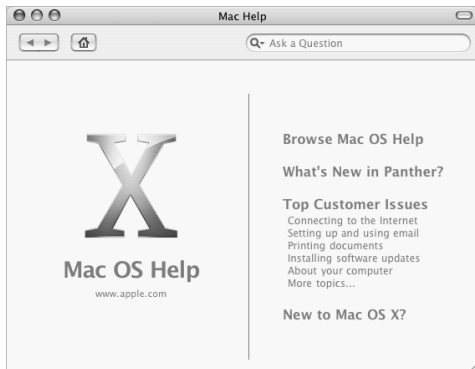 Mac Help
Ask a Question
X
Mac OS Help
www.apple.com
Browse Mac OS Help
What's New in Panther?
Top Customer Issues
Connecting to the Internet
Setting up and using email
Printing documents
Installing software updates
About your computer
More topics...
New to Mac OS X?